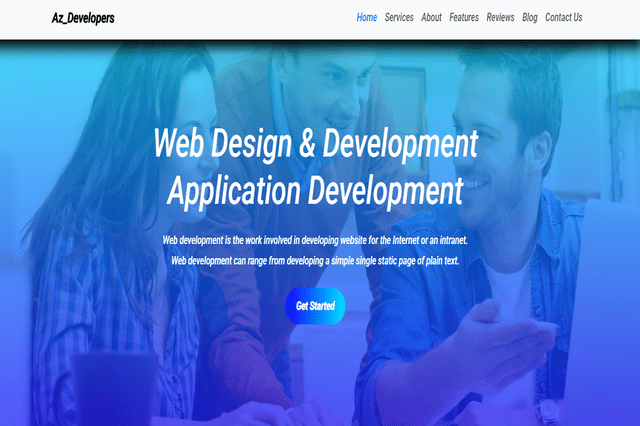 Az_Developers
Home Services About Features Reviews Blog Contact Us
Web Design & Development
Application Development
Web development is the work involved in developing website for the Internet or an intranet.
Web development can range from developing a simple single static page of plain text.
Get Started